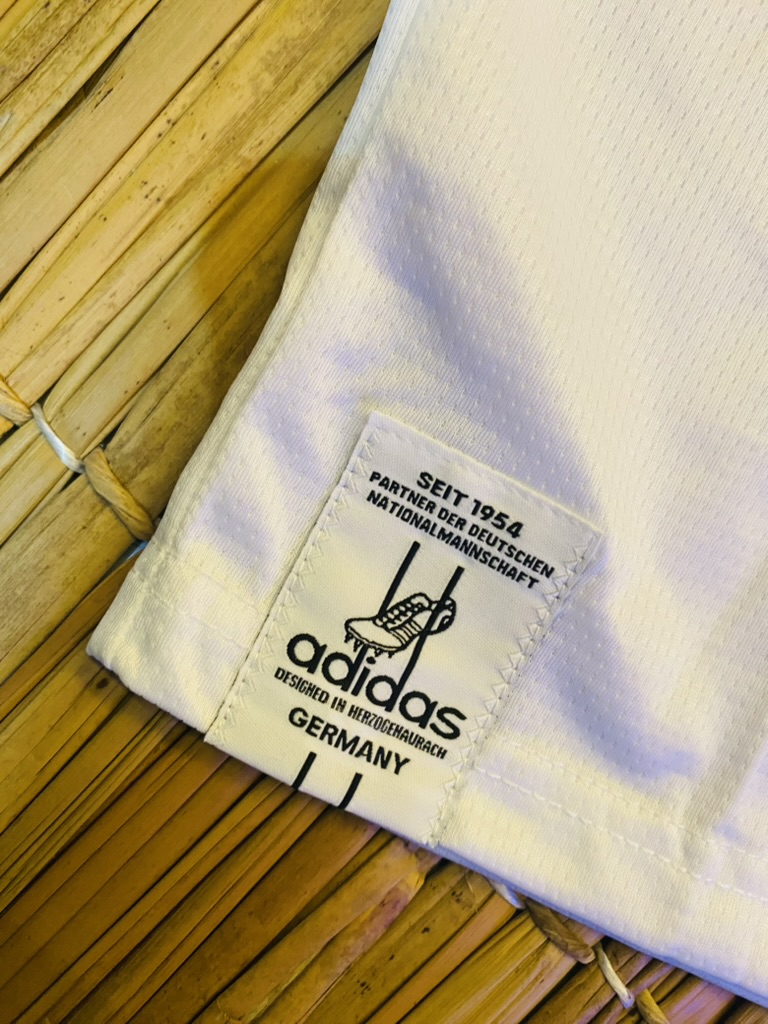 SEIT 1954
PARTNER DER DEUTSCHEN
NATIONALMANNSCHAFT
adidas
DESIGNED IN HERZOGENAURACH
GERMANY